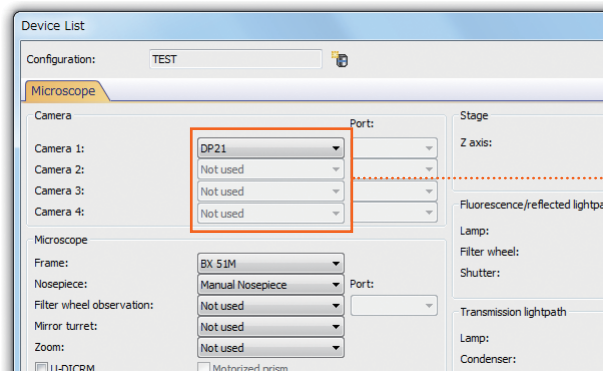 Device List
Configuration: TEST
Microscope
Camera
Port:
Camera 1: DP21
Camera 2: Not used
Camera 3: Not used
Camera 4: Not used
Microscope
Frame: BX 51M
Nosepiece: Manual Nosepiece Port:
Filter wheel observation: Not used
Mirror turret: Not used
Zoom: Not used
U-DICRM Motorized prism
Stage
Z axis:
Fluorescence/reflected lightpa
Lamp:
Filter wheel:
Shutter:
Transmission lightpath
Lamp:
Condenser: